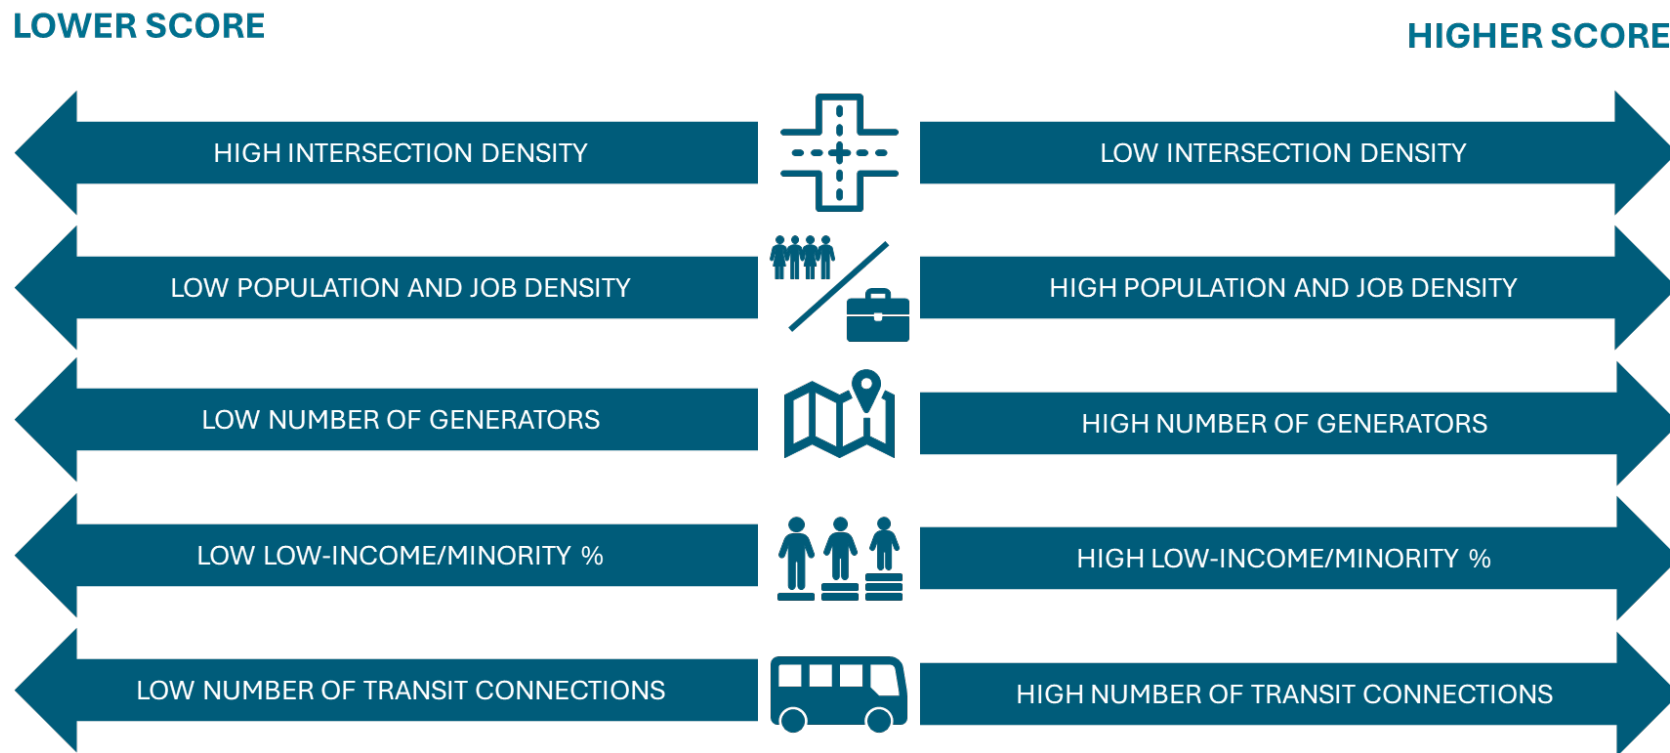 LOWER SCORE
HIGHER SCORE
HIGH INTERSECTION DENSITY
LOW INTERSECTION DENSITY
LOW POPULATION AND JOB DENSITY
HIGH POPULATION AND JOB DENSITY
LOW NUMBER OF GENERATORS
HIGH NUMBER OF GENERATORS
LOW LOW-INCOME/MINORITY %
HIGH LOW-INCOME/MINORITY %
LOW NUMBER OF TRANSIT CONNECTIONS
HIGH NUMBER OF TRANSIT CONNECTIONS